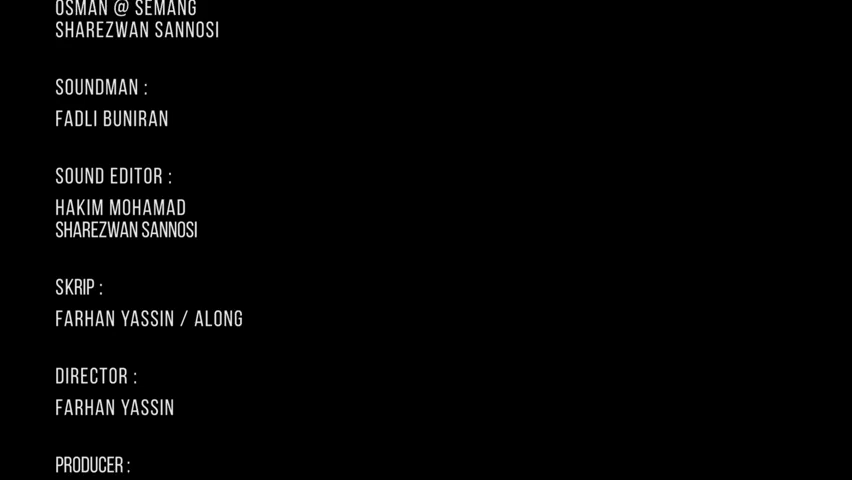 OSMAN @ SEMANG
SHAREZWAN SANNOSI
SOUNDMAN :
FADLI BUNIRAN
SOUND EDITOR :
HAKIM MOHAMAD
SHAREZWAN SANNOSI
SKRIP :
FARHAN YASSIN / ALONG
DIRECTOR :
FARHAN YASSIN
PRODUCER :